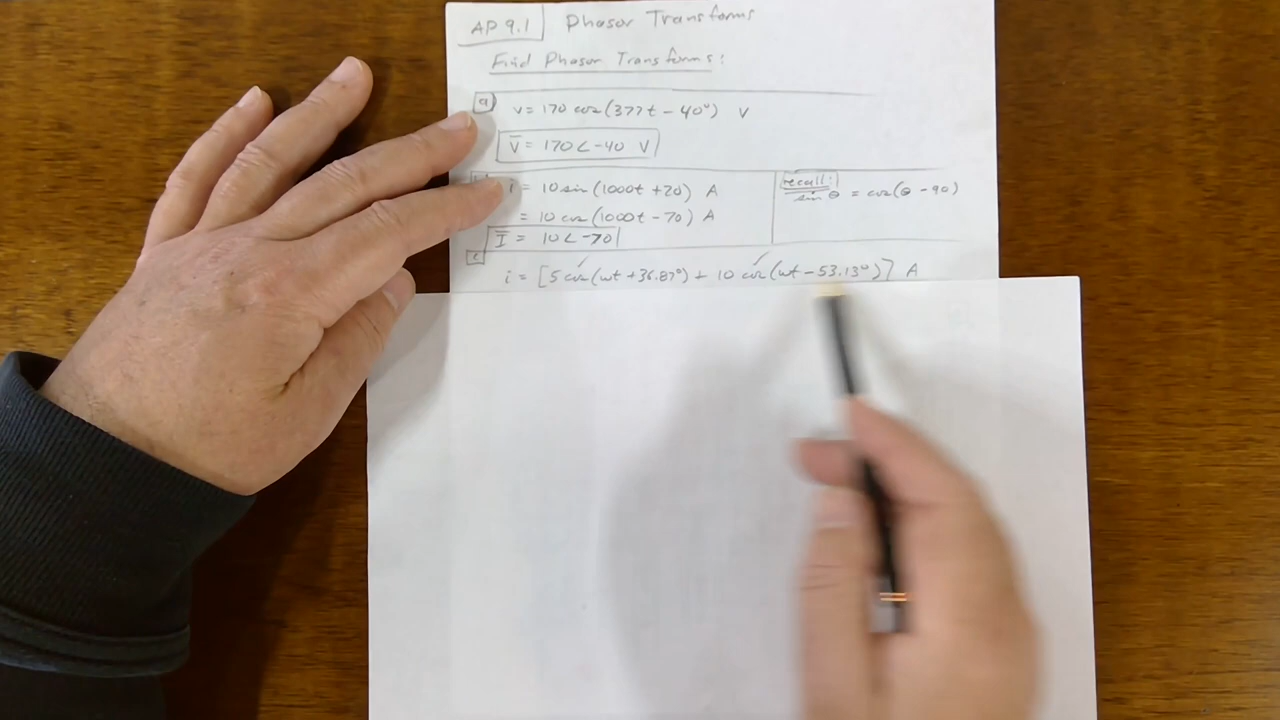 AP 9.1 Phasor Transforms
Find Phasor Transforms:
a
v = 170 cos(377t - 40°) V
V̅ = 170∠-40 V
i = 10 sin(1000t + 20) A
= 10 cos(1000t - 70) A
I̅ = 10∠-70
recall:
sin θ = cos(θ - 90)
c
i = [5 cos(ωt + 36.87°) + 10 cos(ωt - 53.13°)] A